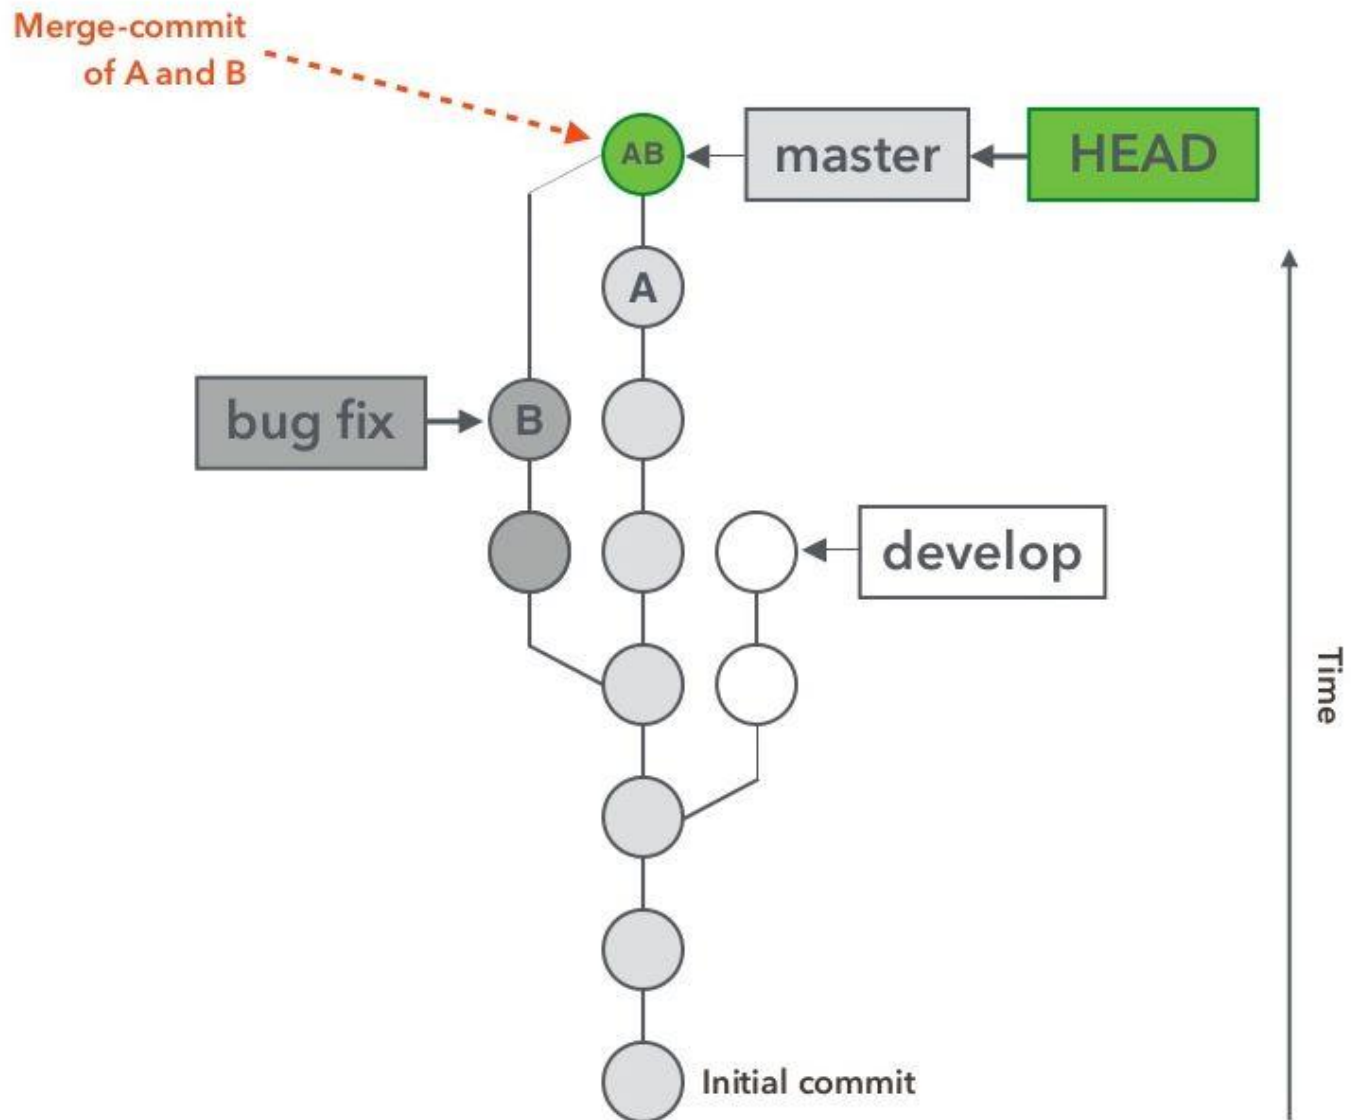 Merge-commit
of A and B
AB
master
HEAD
A
bug fix
B
develop
Time
Initial commit